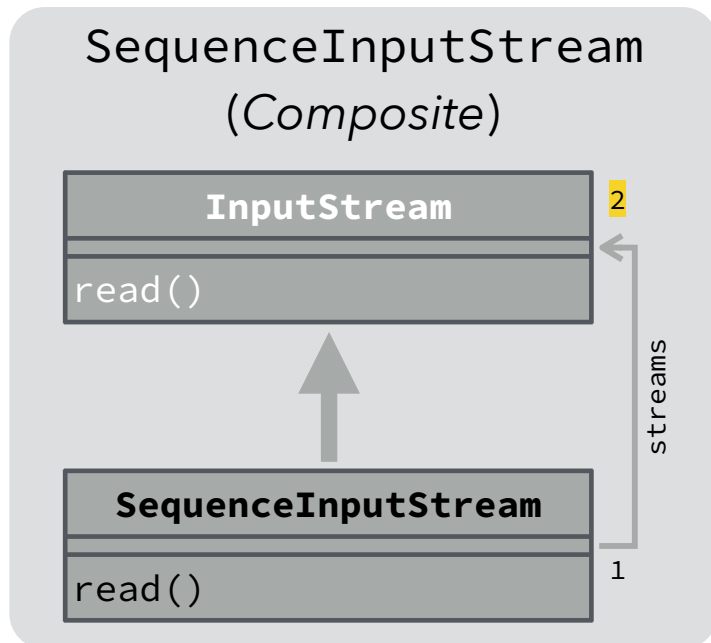 SequenceInputStream
(Composite)
InputStream
2
read()
streams
SequenceInputStream
1
read()